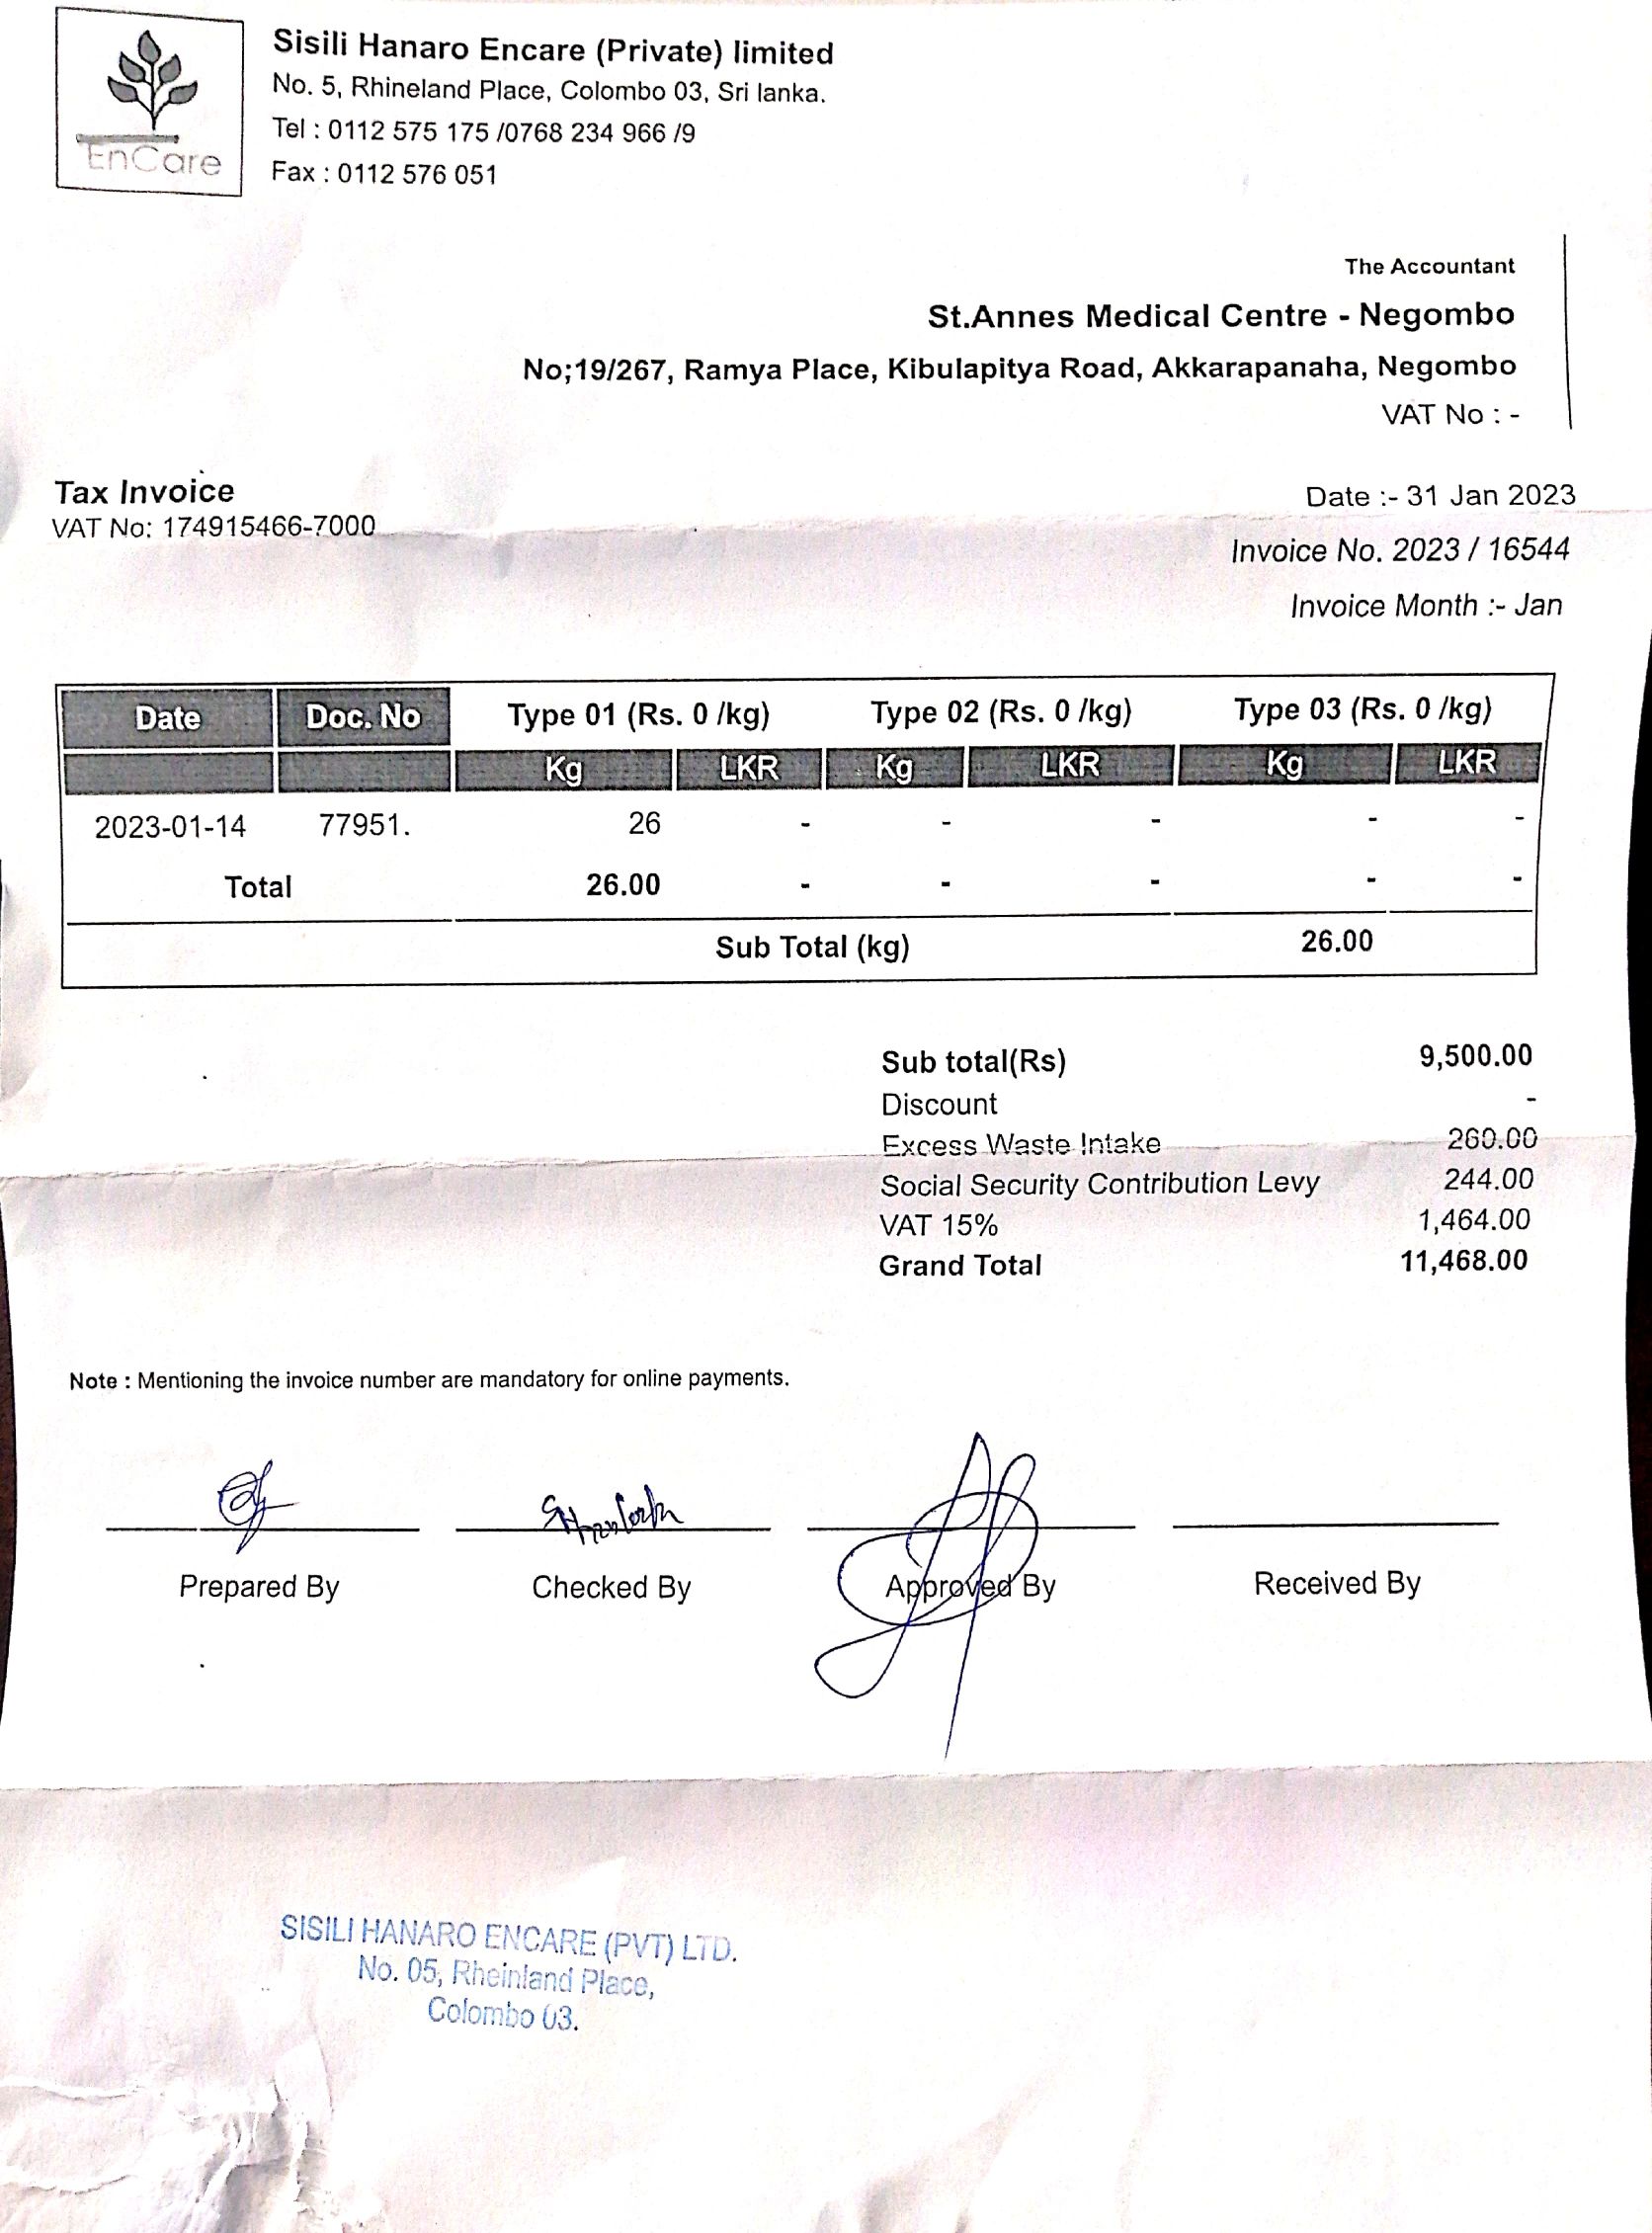 EnCare
Sisili Hanaro Encare (Private) limited
No. 5, Rhineland Place, Colombo 03, Sri lanka.
Tel : 0112 575 175 /0768 234 966 /9
Fax : 0112 576 051
The Accountant
St.Annes Medical Centre - Negombo
No;19/267, Ramya Place, Kibulapitya Road, Akkarapanaha, Negombo
VAT No : -
Tax Invoice
VAT No: 174915466-7000
Date :- 31 Jan 2023
Invoice No. 2023 / 16544
Invoice Month :- Jan
Date Doc. No Type 01 (Rs. 0 /kg) Type 02 (Rs. 0 /kg) Type 03 (Rs. 0 /kg)
Kg LKR Kg LKR Kg LKR
2023-01-14 77951. 26 - - - - -
Total 26.00 - - - - -
Sub Total (kg) 26.00
Sub total(Rs) 9,500.00
Discount -
Excess Waste Intake 260.00
Social Security Contribution Levy 244.00
VAT 15% 1,464.00
Grand Total 11,468.00
Note : Mentioning the invoice number are mandatory for online payments.
Prepared By Checked By Approved By Received By
SISILI HANARO ENCARE (PVT) LTD.
No. 05, Rheinland Place,
Colombo 03.